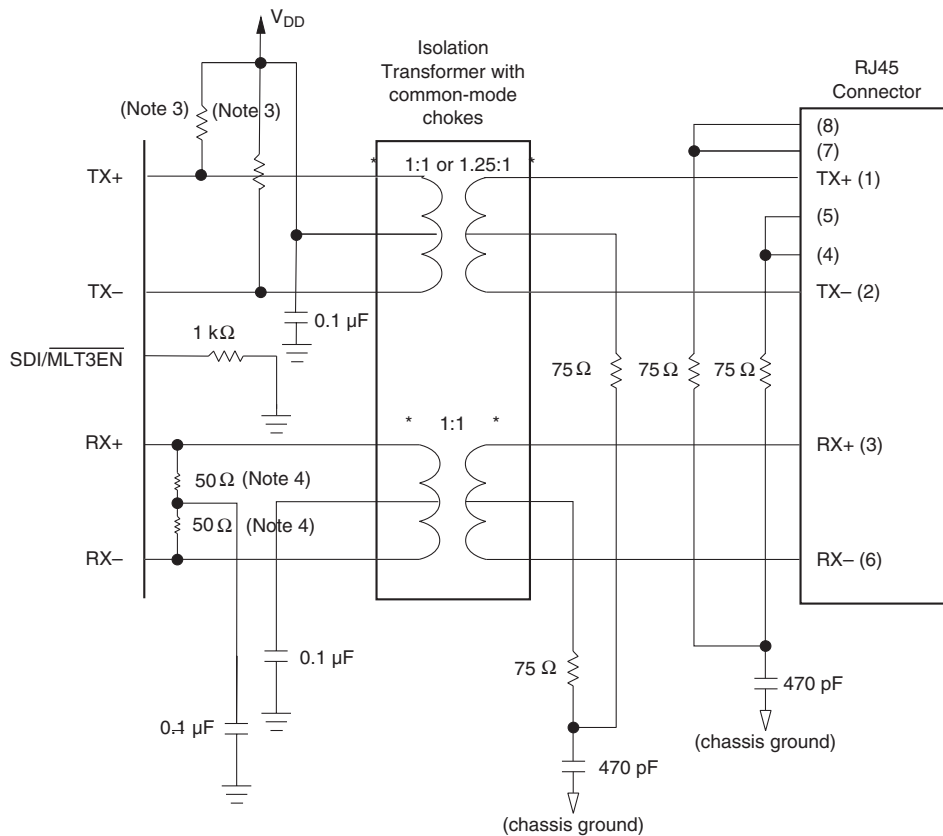 V_DD
Isolation
Transformer with
common-mode
chokes
RJ45
Connector
(Note 3)
(Note 3)
(8)
(7)
* 1:1 or 1.25:1 *
TX+
TX+ (1)
(5)
(4)
TX–
TX– (2)
0.1 µF
1 kΩ
SDI/MLT3EN
75 Ω
75 Ω
75 Ω
* 1:1 *
RX+
RX+ (3)
50 Ω (Note 4)
50 Ω (Note 4)
RX–
RX– (6)
0.1 µF
75 Ω
470 pF
0.1 µF
(chassis ground)
470 pF
(chassis ground)